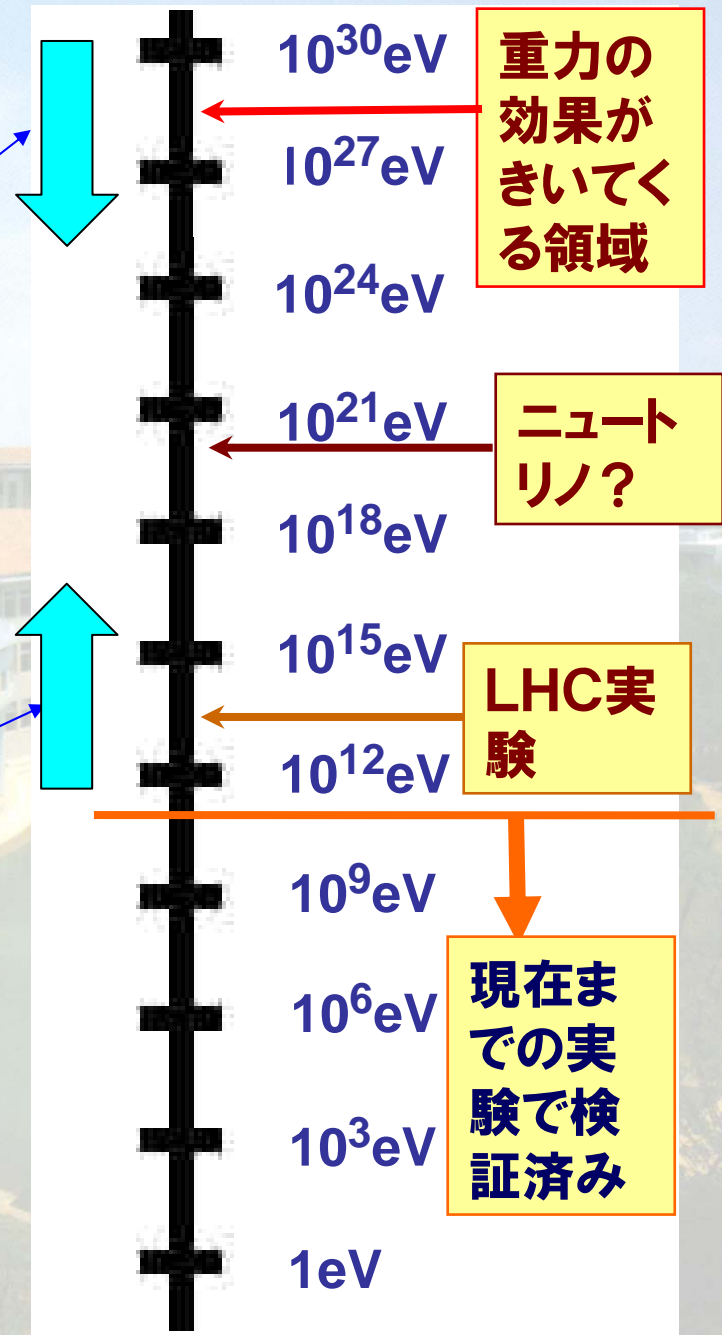 10³⁰eV
重力の
効果が
きいてく
る領域
10²⁷eV
10²⁴eV
10²¹eV
ニュート
リノ？
10¹⁸eV
10¹⁵eV
LHC実
験
10¹²eV
10⁹eV
現在ま
での実
験で検
証済み
10⁶eV
10³eV
1eV